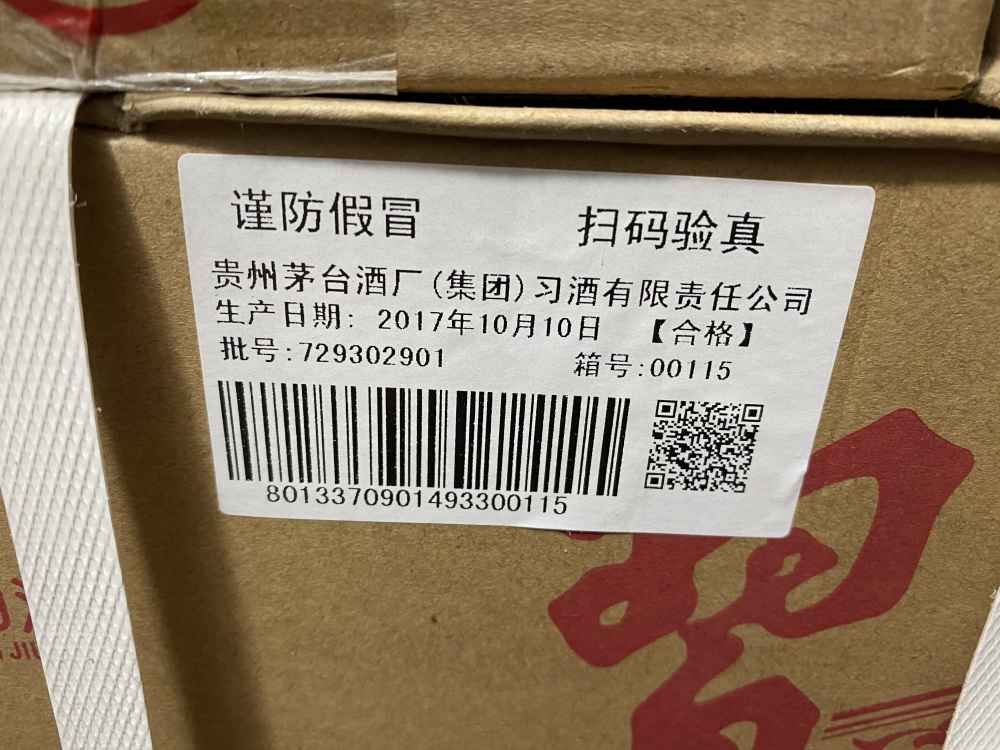 谨防假冒 扫码验真
贵州茅台酒厂(集团)习酒有限责任公司
生产日期: 2017年10月10日 【合格】
批号:729302901 箱号:00115
8013370901493300115
JIU